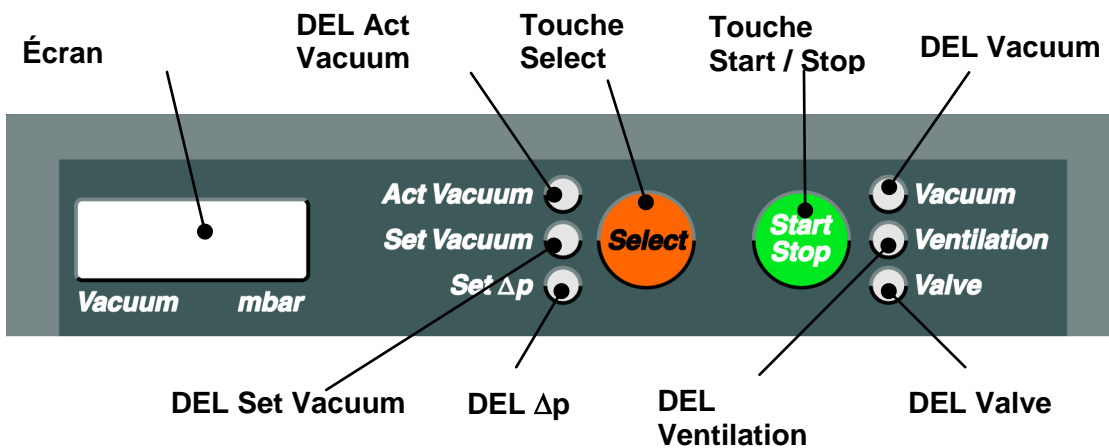 Écran
DEL Act
Vacuum
Touche
Select
Touche
Start / Stop
DEL Vacuum
Act Vacuum
Set Vacuum
Set Δp
Select
Start
Stop
Vacuum
Ventilation
Valve
Vacuum mbar
DEL Set Vacuum
DEL Δp
DEL
Ventilation
DEL Valve